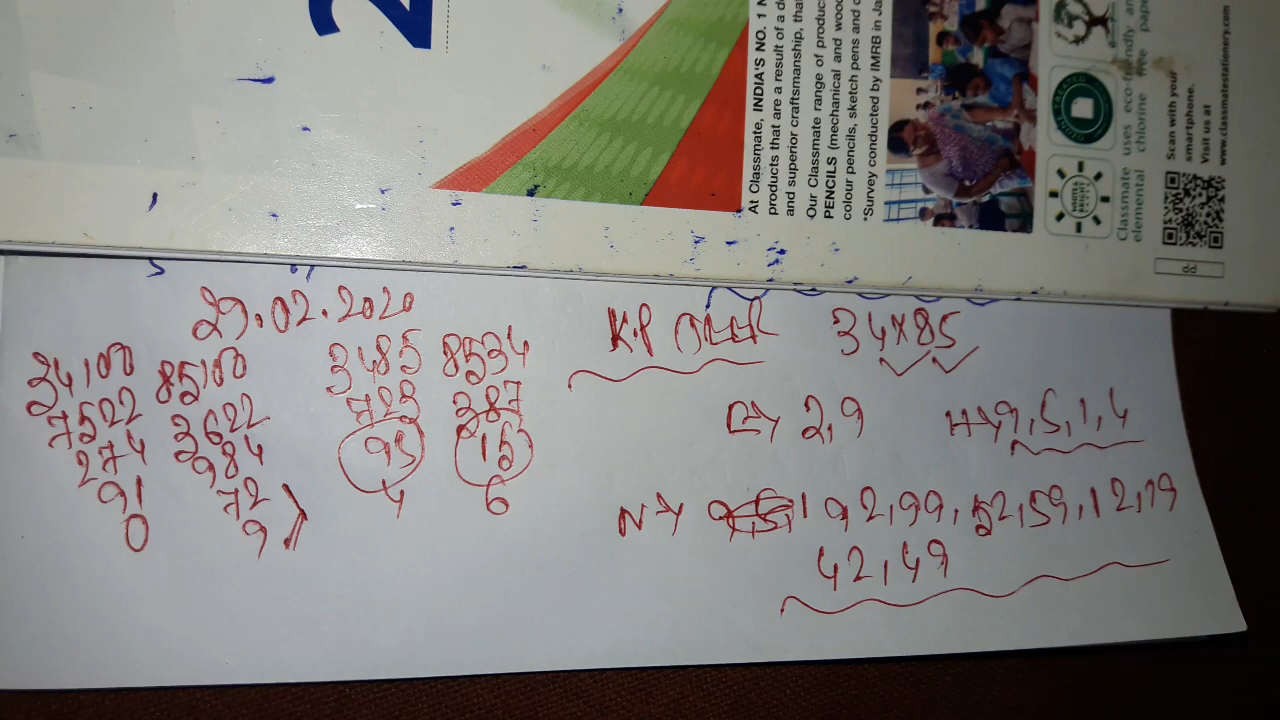 2
At Classmate, INDIA'S NO. 1 N
products that are a result of a de
and superior craftsmanship, tha
Our Classmate range of produc
PENCILS (mechanical and wood
colour pencils, sketch pens and
*Survey conducted by IMRB in Ja
Classmate uses eco-friendly an
elemental chlorine free pape
Scan with your
smartphone.
Visit us at
www.classmatestationery.com
29.02.2020
34100 85100 3485 8534
7522 3622 723 387
274 984 95 15
91 72 4 6
0 9
K.P 34×85
2,9 H→9,5,1,4
N→ 92,99,52,59,12,19
42,49